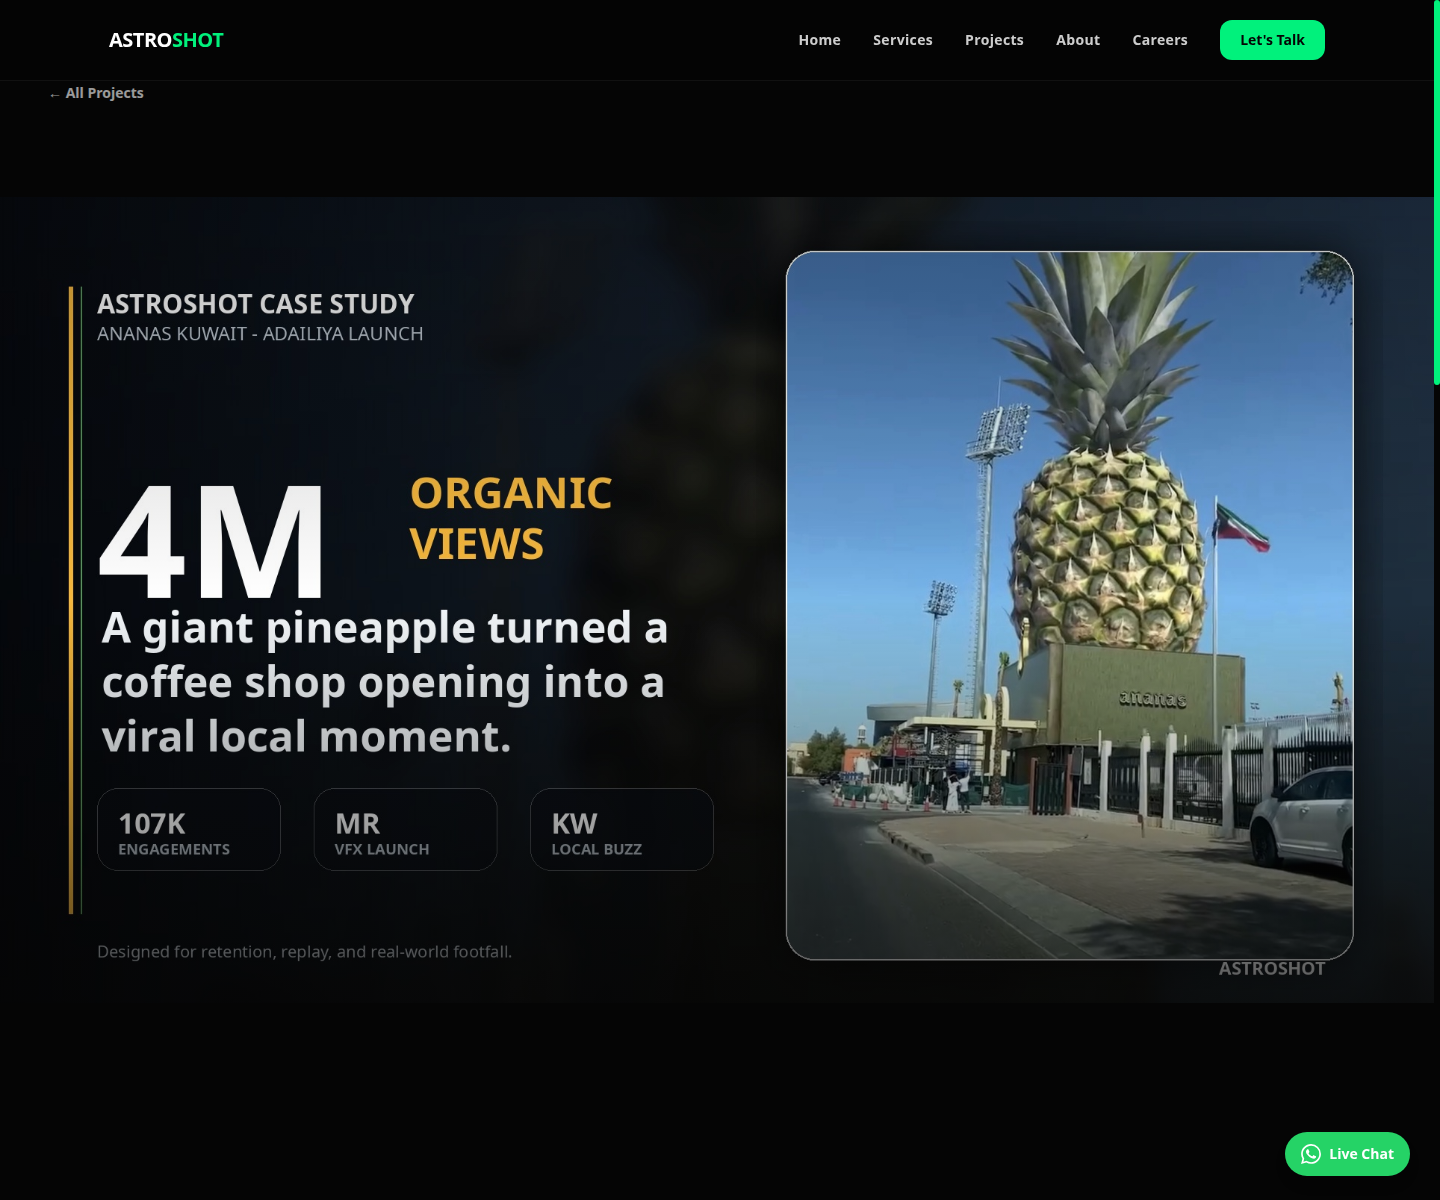 ASTROSHOT
Home
Services
Projects
About
Careers
Let's Talk
← All Projects
ASTROSHOT CASE STUDY
ANANAS KUWAIT - ADAILIYA LAUNCH
4M
ORGANIC
VIEWS
A giant pineapple turned a
coffee shop opening into a
viral local moment.
107K
ENGAGEMENTS
MR
VFX LAUNCH
KW
LOCAL BUZZ
Designed for retention, replay, and real-world footfall.
ananas
ASTROSHOT
Live Chat